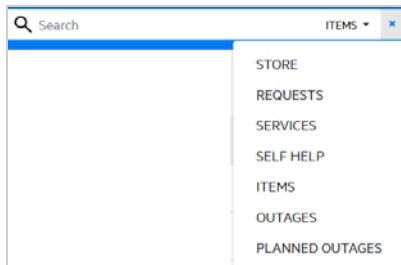 Search ITEMS
STORE
REQUESTS
SERVICES
SELF HELP
ITEMS
OUTAGES
PLANNED OUTAGES